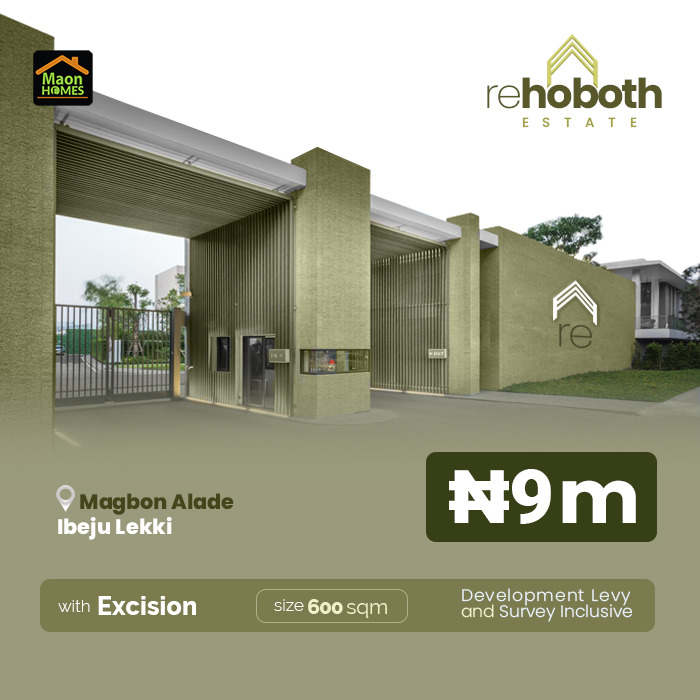 Maon
HOMES
rehoboth
ESTATE
re
Magbon Alade
Ibeju Lekki
₦9m
with Excision
size 600 sqm
Development Levy
and Survey Inclusive